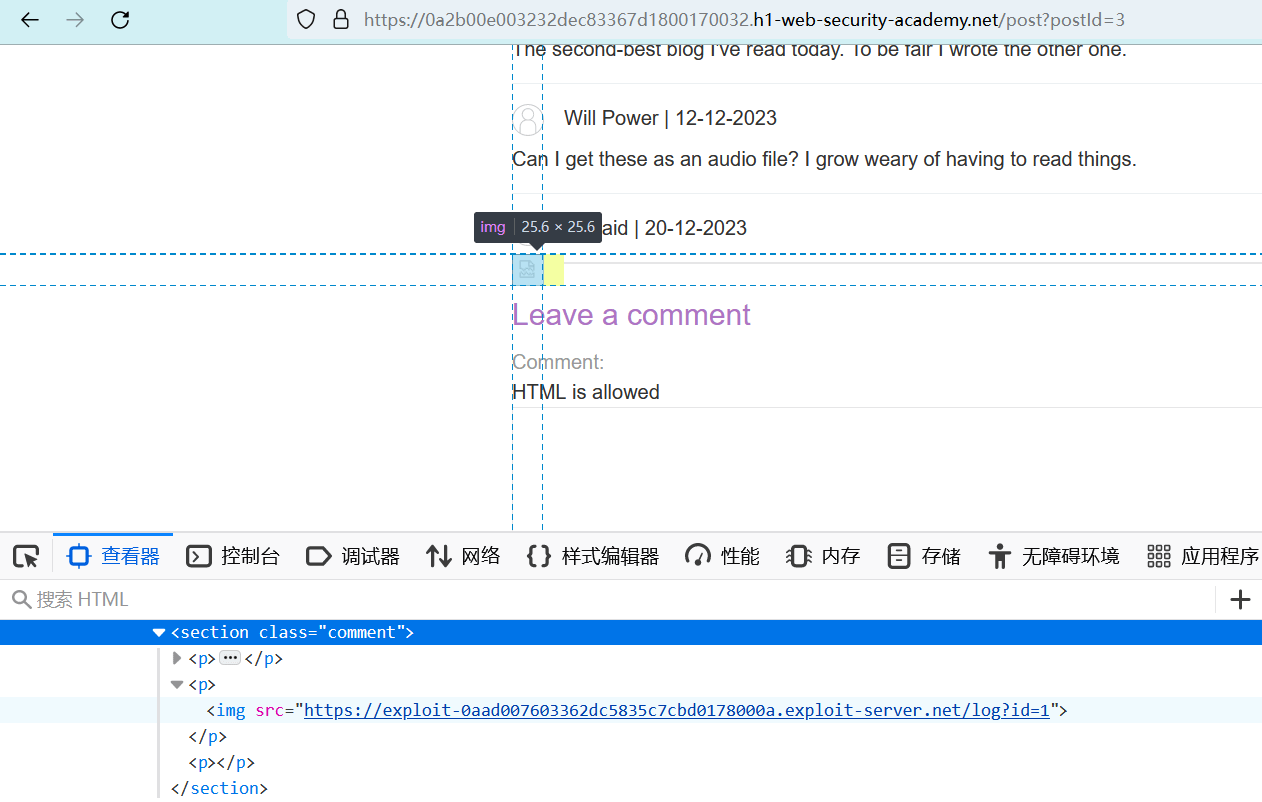 https://0a2b00e003232dec83367d1800170032.h1-web-security-academy.net/post?postId=3
The second-best blog I've read today. To be fair I wrote the other one.
Will Power | 12-12-2023
Can I get these as an audio file? I grow weary of having to read things.
img 25.6 × 25.6
aid | 20-12-2023
Leave a comment
Comment:
HTML is allowed
查看器 控制台 调试器 网络 样式编辑器 性能 内存 存储 无障碍环境 应用程序
搜索 HTML
<section class="comment">
<p> ••• </p>
<p>
<img src="https://exploit-0aad007603362dc5835c7cbd0178000a.exploit-server.net/log?id=1">
</p>
<p></p>
</section>